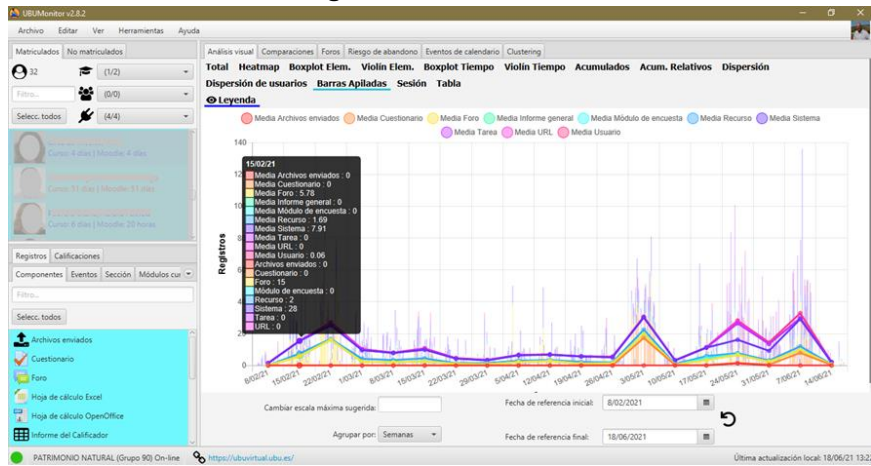 UBUMonitor v2.8.2
Archivo Editar Ver Herramientas Ayuda
Matriculados No matriculados
32 (1/2)
Filtro... (0/0)
Selecc. todos (4/4)
Curso: 4 días | Moodle: 4 días
Curso: 31 días | Moodle: 31 días
Curso: 6 días | Moodle: 20 horas
Registros Calificaciones
Componentes Eventos Sección Módulos cur
Filtro...
Selecc. todos
Archivos enviados
Cuestionario
Foro
Hoja de cálculo Excel
Hoja de cálculo OpenOffice
Informe del Calificador
Análisis visual Comparaciones Foros Riesgo de abandono Eventos de calendario Clustering
Total Heatmap Boxplot Elem. Violín Elem. Boxplot Tiempo Violín Tiempo Acumulados Acum. Relativos Dispersión
Dispersión de usuarios Barras Apiladas Sesión Tabla
Leyenda
Media Archivos enviados Media Cuestionario Media Foro Media Informe general Media Módulo de encuesta Media Recurso Media Sistema
Media Tarea Media URL Media Usuario
140
Registros
15/02/21
Media Archivos enviados : 0
Media Cuestionario : 0
Media Foro : 5.78
Media Informe general : 0
Media Módulo de encuesta : 0
Media Recurso : 1.69
Media Sistema : 7.91
Media Tarea : 0
Media URL : 0
Media Usuario : 0.06
Archivos enviados : 0
Cuestionario : 0
Foro : 15
Módulo de encuesta : 0
Recurso : 2
Sistema : 28
Tarea : 0
URL : 0
0
8/02/21 15/02/21 22/02/21 1/03/21 8/03/21 15/03/21 22/03/21 29/03/21 5/04/21 12/04/21 19/04/21 26/04/21 3/05/21 10/05/21 17/05/21 24/05/21 31/05/21 7/06/21 14/06/21
Cambiar escala máxima sugerida: Fecha de referencia inicial: 8/02/2021
Agrupar por: Semanas Fecha de referencia final: 18/06/2021
PATRIMONIO NATURAL (Grupo 90) On-line https://ubuvirtual.ubu.es/ Última actualización local: 18/06/21 13:22